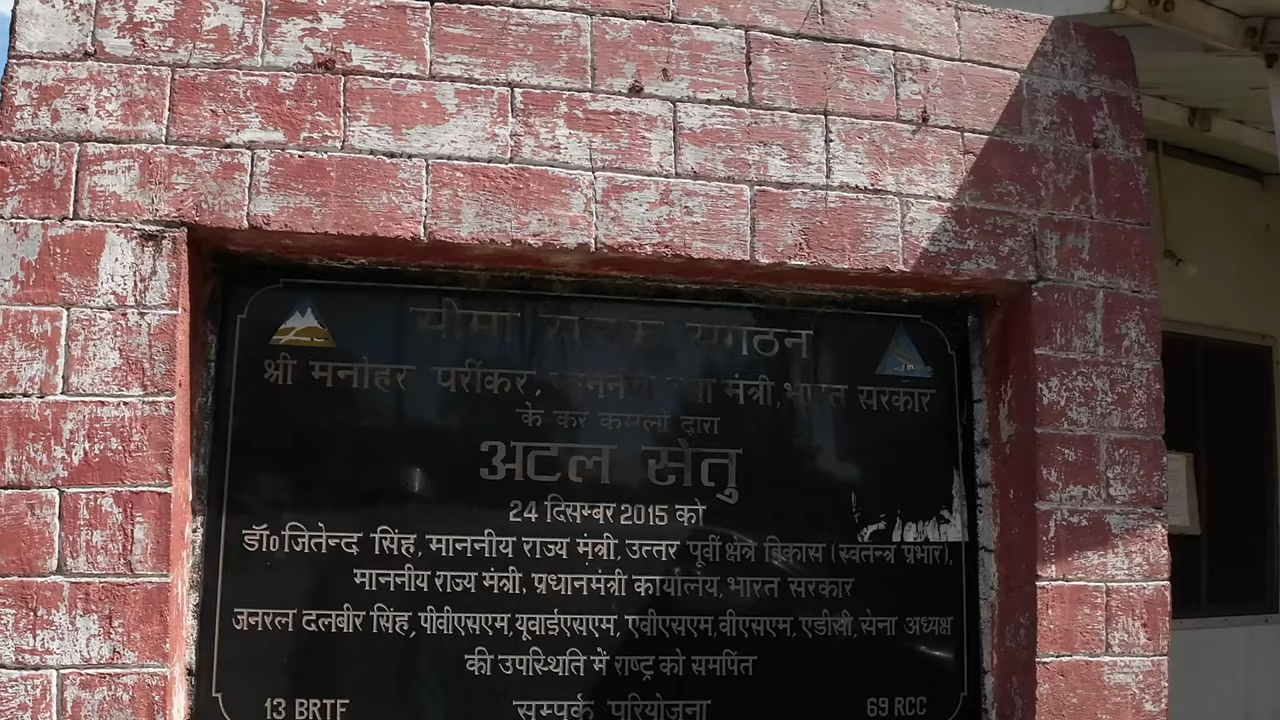 सीमा सड़क संगठन
श्री मनोहर पर्रीकर, माननीय रक्षा मंत्री, भारत सरकार
के कर कमलों द्वारा
अटल सेतु
24 दिसम्बर 2015 को
डॉ0 जितेन्द सिंह, माननीय राज्य मंत्री, उत्तर पूर्वी क्षेत्र विकास (स्वतन्त्र प्रभार),
माननीय राज्य मंत्री, प्रधानमंत्री कार्यालय, भारत सरकार
जनरल दलबीर सिंह, पीवीएसएम, यूवाईएसएम, एवीएसएम, वीएसएम, एडीसी, सेना अध्यक्ष
की उपस्थिति में राष्ट्र को समर्पित
13 BRTF सम्पर्क परियोजना 69 RCC